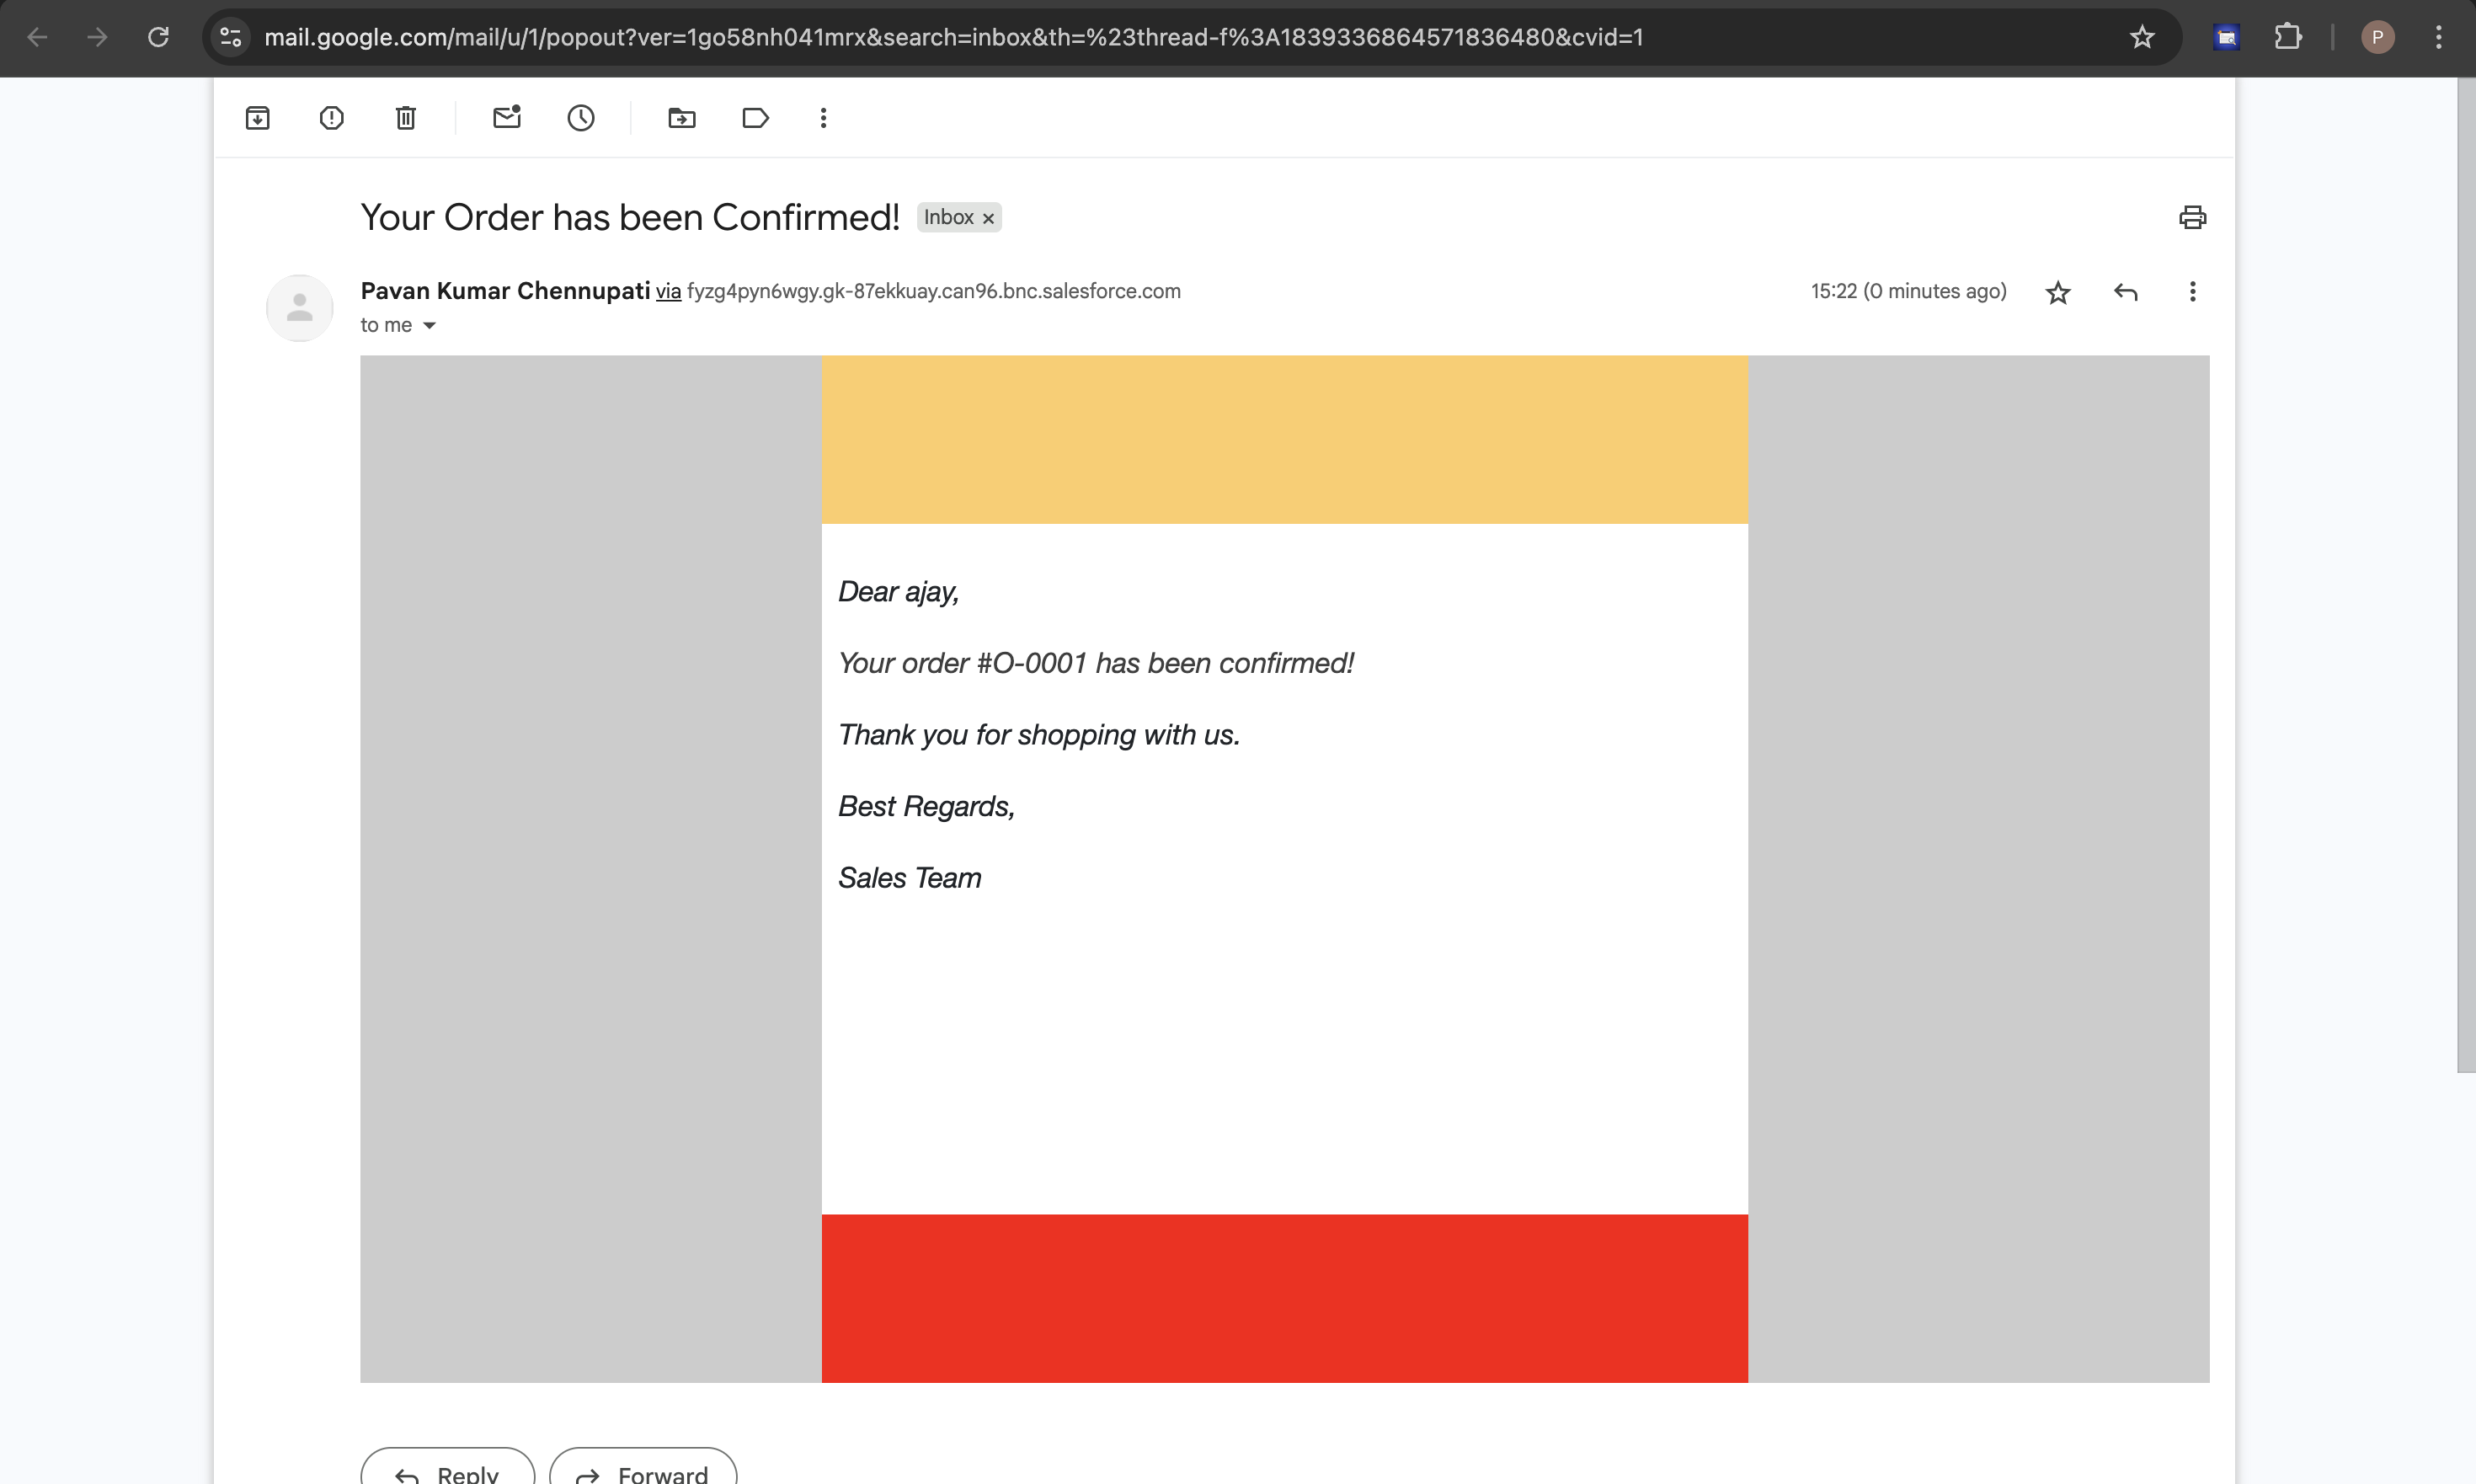 mail.google.com/mail/u/1/popout?ver=1go58nh041mrx&search=inbox&th=%23thread-f%3A1839336864571836480&cvid=1
P
Your Order has been Confirmed! Inbox ×
Pavan Kumar Chennupati via fyzg4pyn6wgy.gk-87ekkuay.can96.bnc.salesforce.com 15:22 (0 minutes ago)
to me
Dear ajay,
Your order #O-0001 has been confirmed!
Thank you for shopping with us.
Best Regards,
Sales Team
Reply Forward